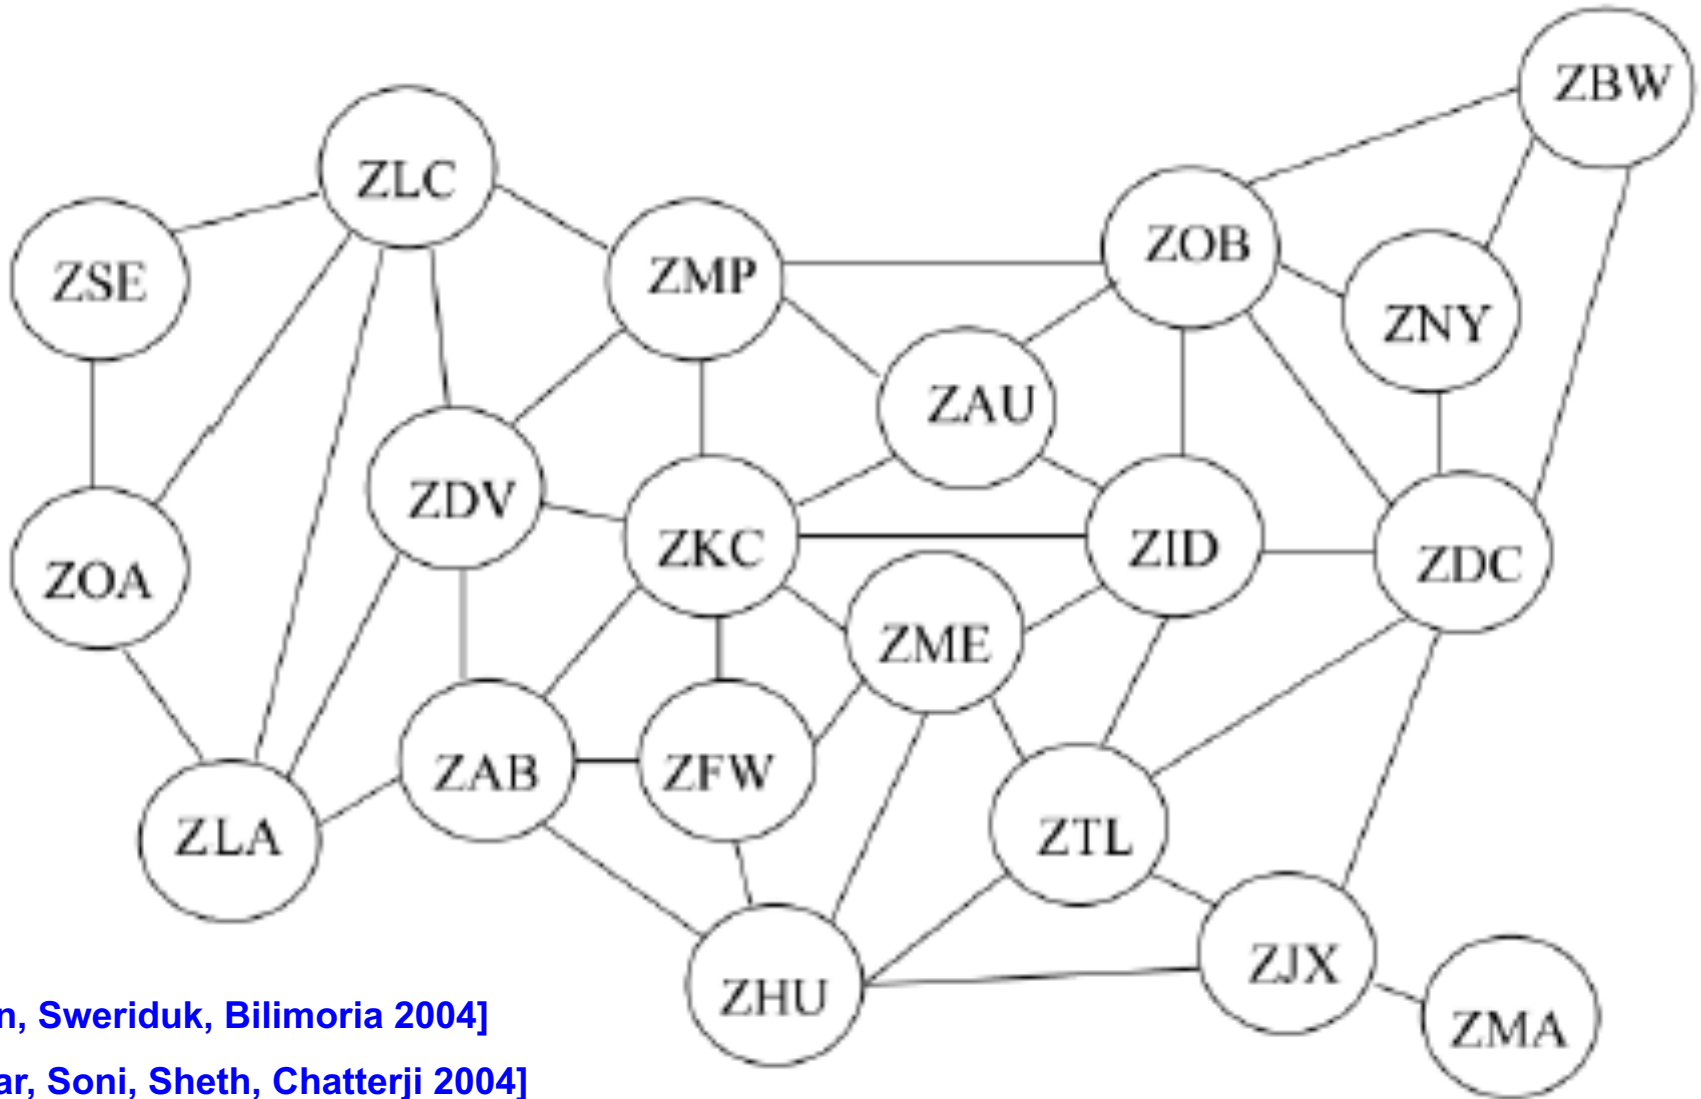 ZBW
ZLC
ZOB
ZSE
ZMP
ZNY
ZAU
ZDV
ZKC
ZID
ZDC
ZOA
ZME
ZAB
ZFW
ZLA
ZTL
ZJX
ZHU
ZMA
n, Sweriduk, Bilimoria 2004]
ar, Soni, Sheth, Chatterji 2004]